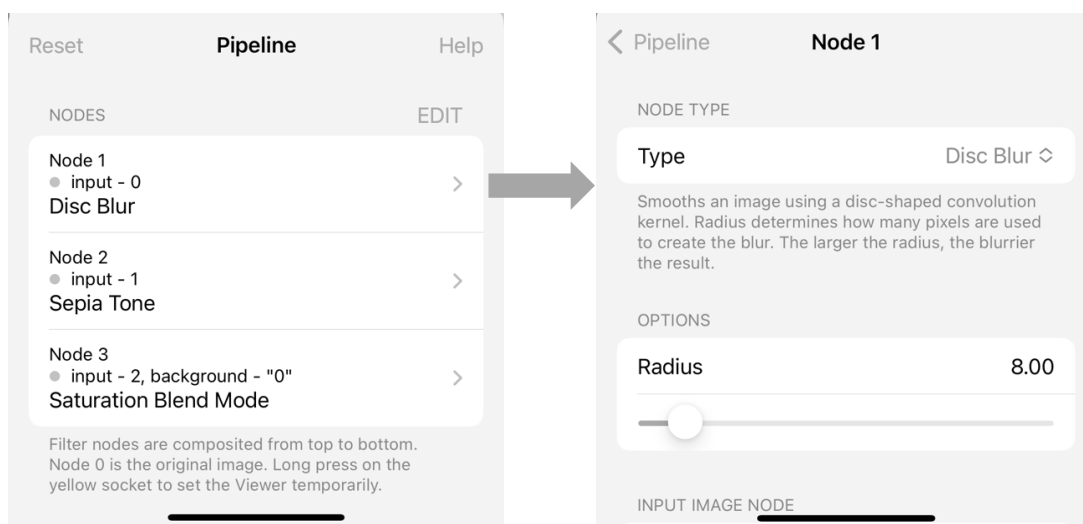 Reset Pipeline Help
NODES EDIT
Node 1
input - 0
Disc Blur
Node 2
input - 1
Sepia Tone
Node 3
input - 2, background - "0"
Saturation Blend Mode
Filter nodes are composited from top to bottom.
Node 0 is the original image. Long press on the
yellow socket to set the Viewer temporarily.
Pipeline Node 1
NODE TYPE
Type Disc Blur
Smooths an image using a disc-shaped convolution
kernel. Radius determines how many pixels are used
to create the blur. The larger the radius, the blurrier
the result.
OPTIONS
Radius 8.00
INPUT IMAGE NODE